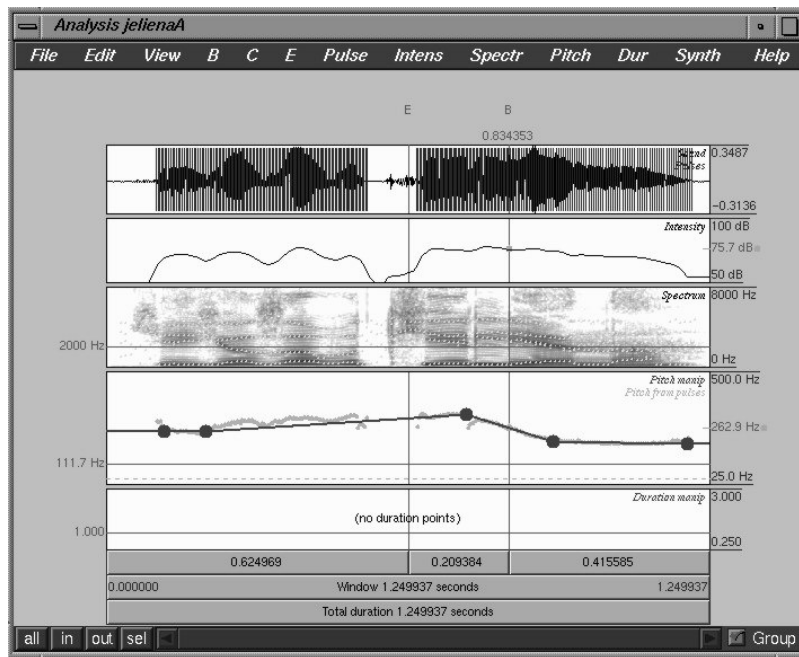 Analysis jelienaA
File Edit View B C E Pulse Intens Spectr Pitch Dur Synth Help
E B
0.834353
Sound 0.3487
Pulses
-0.3136
Intensity 100 dB
75.7 dB
50 dB
Spectrum 8000 Hz
2000 Hz
0 Hz
Pitch manip 500.0 Hz
Pitch from pulses
262.9 Hz
111.7 Hz
25.0 Hz
Duration manip 3.000
(no duration points)
1.000
0.250
0.624969 0.209384 0.415585
0.000000 Window 1.249937 seconds 1.249937
Total duration 1.249937 seconds
all in out sel Group